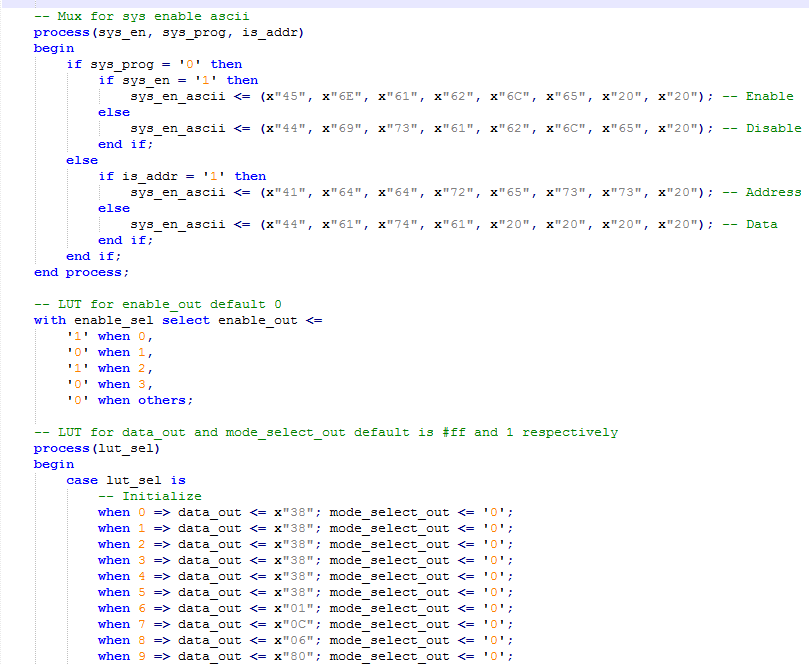 -- Mux for sys enable ascii
process(sys_en, sys_prog, is_addr)
begin
    if sys_prog = '0' then
        if sys_en = '1' then
            sys_en_ascii <= (x"45", x"6E", x"61", x"62", x"6C", x"65", x"20", x"20"); -- Enable
        else
            sys_en_ascii <= (x"44", x"69", x"73", x"61", x"62", x"6C", x"65", x"20"); -- Disable
        end if;
    else
        if is_addr = '1' then
            sys_en_ascii <= (x"41", x"64", x"64", x"72", x"65", x"73", x"73", x"20"); -- Address
        else
            sys_en_ascii <= (x"44", x"61", x"74", x"61", x"20", x"20", x"20", x"20"); -- Data
        end if;
    end if;
end process;

-- LUT for enable_out default 0
with enable_sel select enable_out <=
    '1' when 0,
    '0' when 1,
    '1' when 2,
    '0' when 3,
    '0' when others;

-- LUT for data_out and mode_select_out default is #ff and 1 respectively
process(lut_sel)
begin
    case lut_sel is
        -- Initialize
        when 0 => data_out <= x"38"; mode_select_out <= '0';
        when 1 => data_out <= x"38"; mode_select_out <= '0';
        when 2 => data_out <= x"38"; mode_select_out <= '0';
        when 3 => data_out <= x"38"; mode_select_out <= '0';
        when 4 => data_out <= x"38"; mode_select_out <= '0';
        when 5 => data_out <= x"38"; mode_select_out <= '0';
        when 6 => data_out <= x"01"; mode_select_out <= '0';
        when 7 => data_out <= x"0C"; mode_select_out <= '0';
        when 8 => data_out <= x"06"; mode_select_out <= '0';
        when 9 => data_out <= x"80"; mode_select_out <= '0';